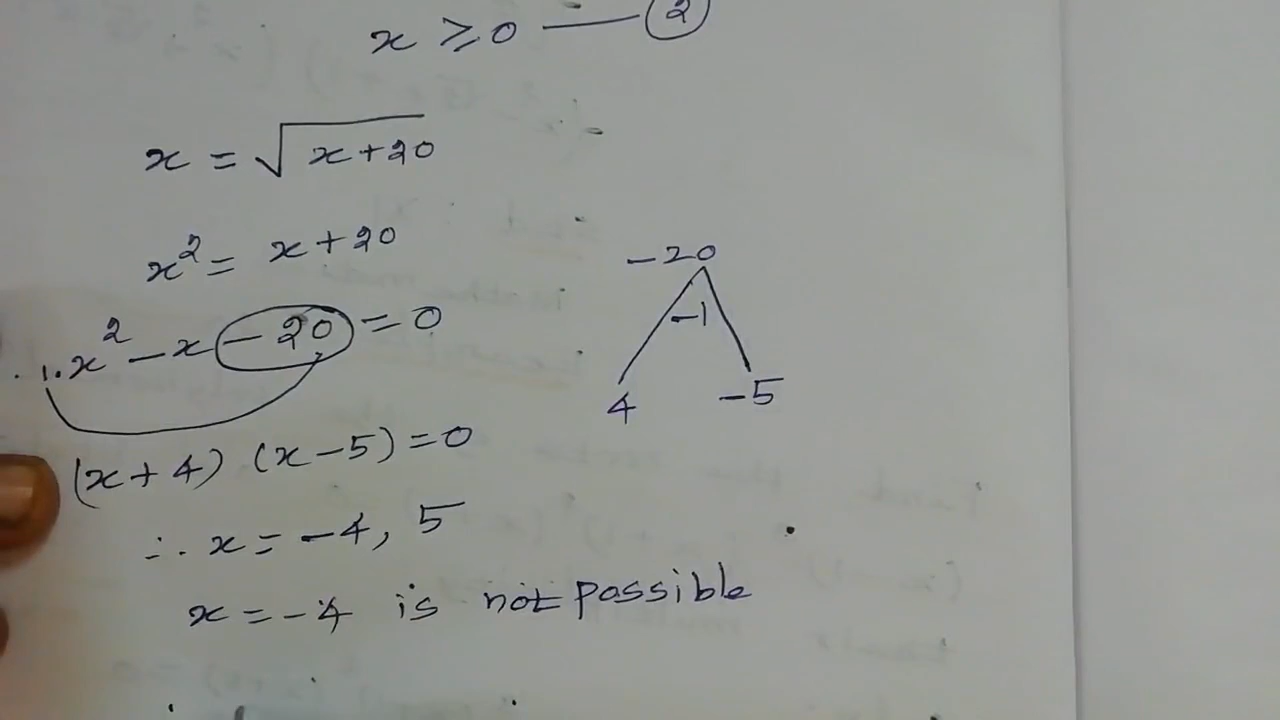 x ≥ 0 — 2
x = √x+20
x² = x+20
1.x² - x - 20 = 0
-20
-1
4 -5
(x+4) (x-5) = 0
∴ x = -4, 5
x = -4 is not possible